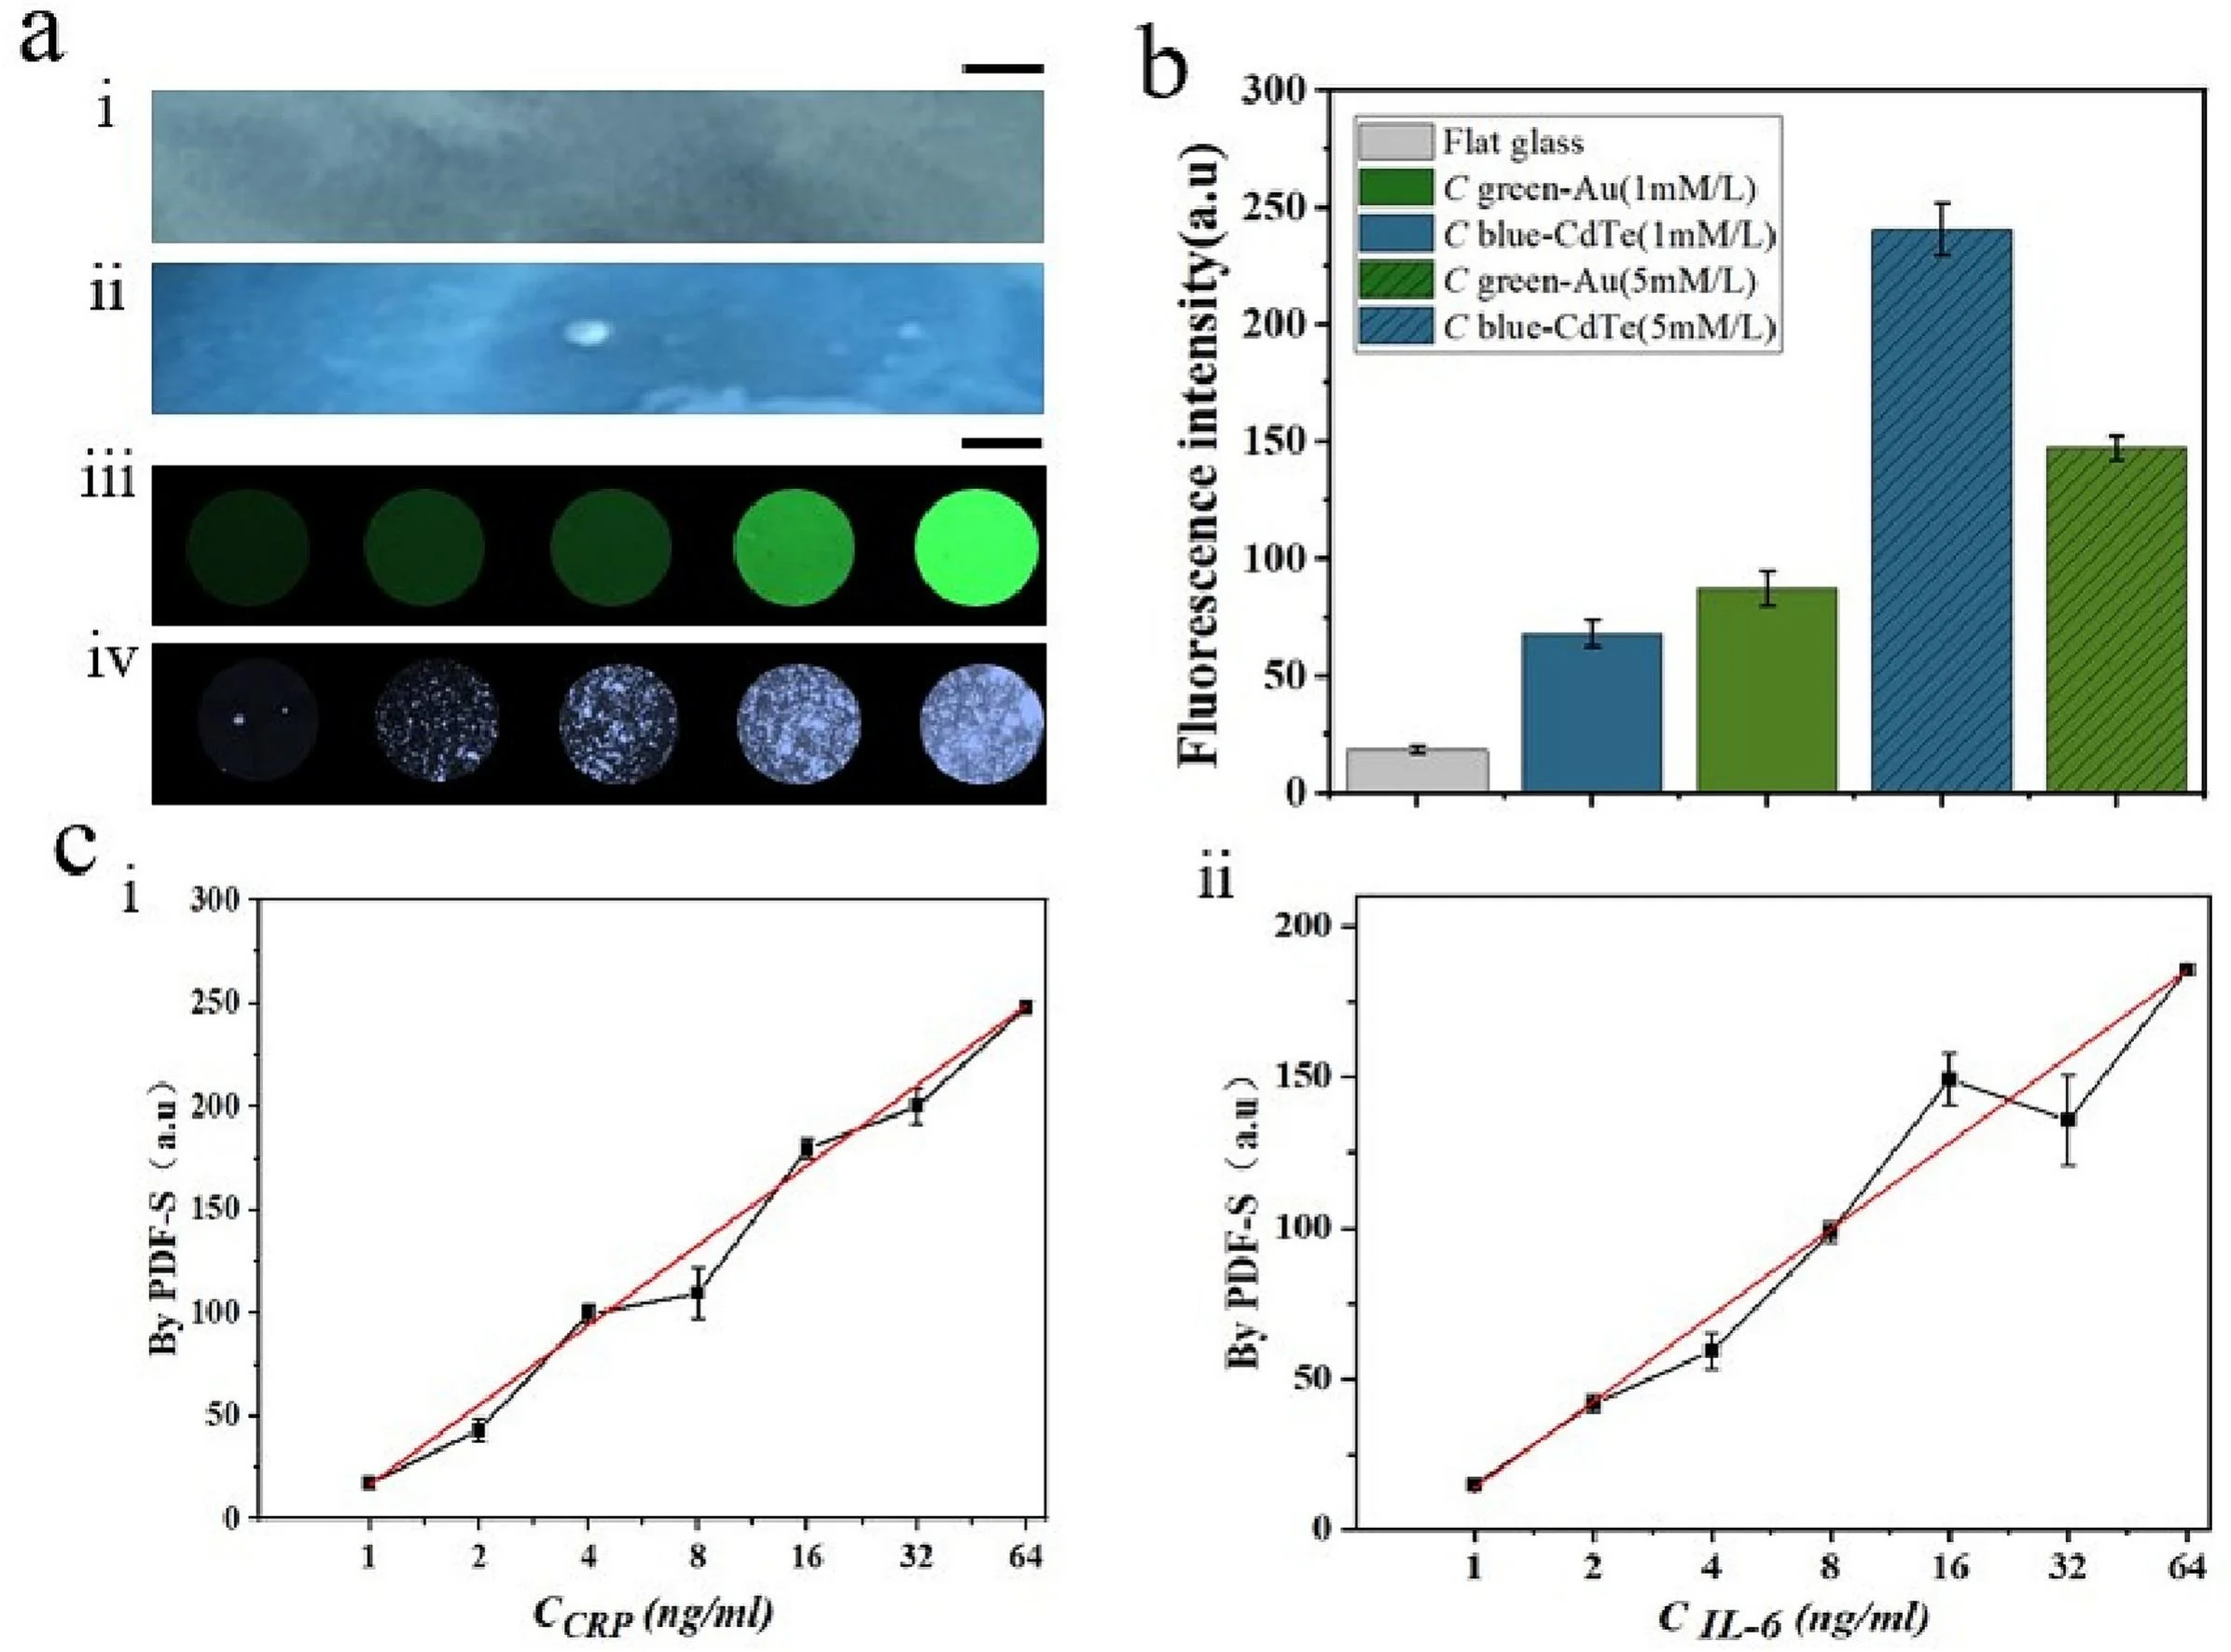 a
i
ii
iii
iv
b
Fluorescence intensity(a.u)
300
250
200
150
100
50
0
Flat glass
C green-Au(1mM/L)
C blue-CdTe(1mM/L)
C green-Au(5mM/L)
C blue-CdTe(5mM/L)
c
i
By PDF-S (a.u)
300
250
200
150
100
50
0
1 2 4 8 16 32 64
C CRP (ng/ml)
ii
By PDF-S (a.u)
200
150
100
50
0
1 2 4 8 16 32 64
C IL-6 (ng/ml)